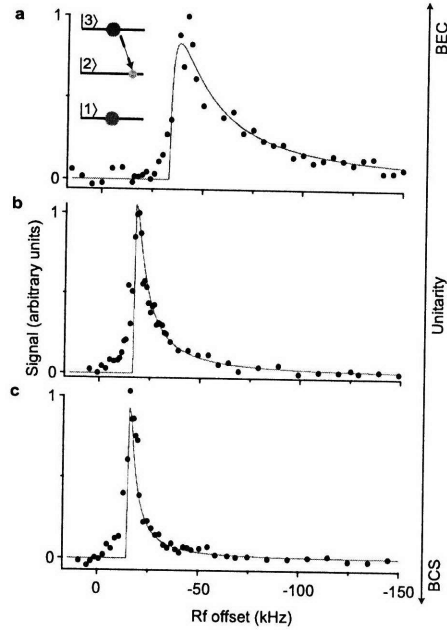 a
|3⟩
|2⟩
|1⟩
1
0
b
1
0
c
1
0
0
-50
-100
-150
Rf offset (kHz)
Signal (arbitrary units)
BEC
Unitarity
BCS